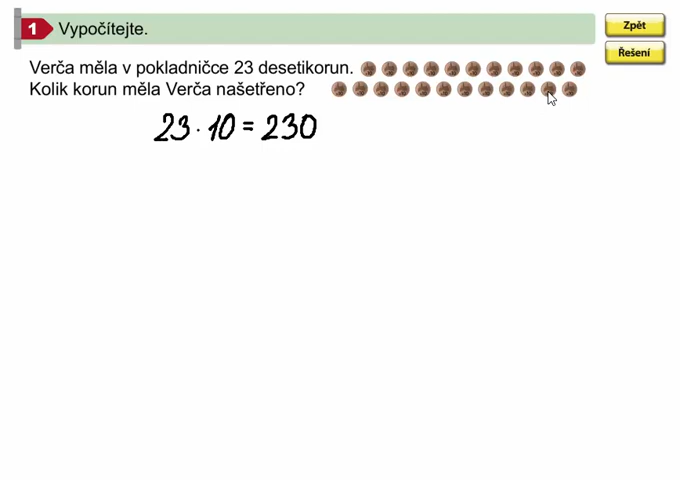 1 Vypočítejte.
Zpět
Řešení
Verča měla v pokladničce 23 desetikorun.
Kolik korun měla Verča našetřeno?
23 · 10 = 230